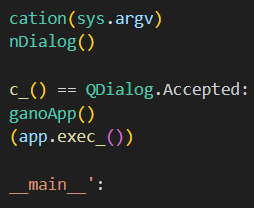 cation(sys.argv)
nDialog()
c_() == QDialog.Accepted:
ganoApp()
(app.exec_())
__main__':